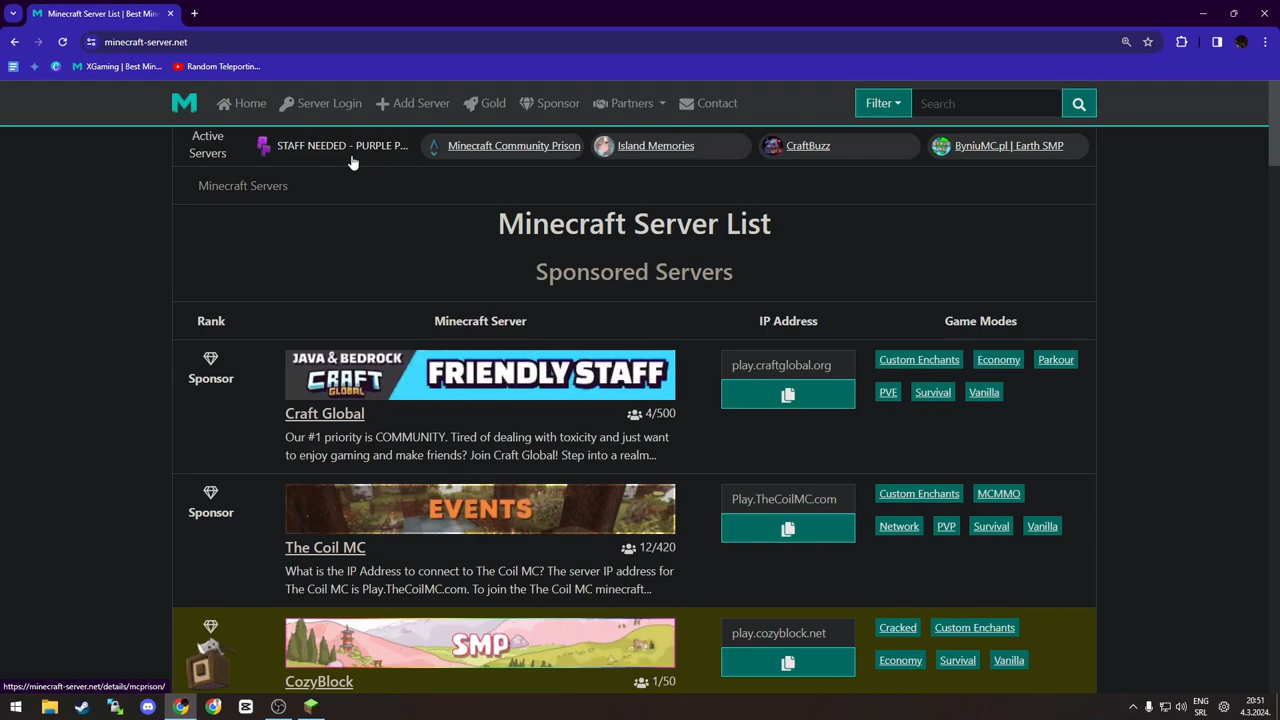 Minecraft Server List | Best Min
minecraft-server.net
XGaming | Best Min...
Random Teleportin...
Home
Server Login
Add Server
Gold
Sponsor
Partners
Contact
Filter
Search
Active
Servers
STAFF NEEDED - PURPLE P...
Minecraft Community Prison
Island Memories
CraftBuzz
ByniuMC.pl | Earth SMP
Minecraft Servers
Minecraft Server List
Sponsored Servers
Rank
Minecraft Server
IP Address
Game Modes
Sponsor
JAVA & BEDROCK
CRAFT
GLOBAL
FRIENDLY STAFF
Craft Global
4/500
Our #1 priority is COMMUNITY. Tired of dealing with toxicity and just want
to enjoy gaming and make friends? Join Craft Global! Step into a realm...
play.craftglobal.org
Custom Enchants
Economy
Parkour
PVE
Survival
Vanilla
Sponsor
EVENTS
The Coil MC
12/420
What is the IP Address to connect to The Coil MC? The server IP address for
The Coil MC is Play.TheCoilMC.com. To join the The Coil MC minecraft...
Play.TheCoilMC.com
Custom Enchants
MCMMO
Network
PVP
Survival
Vanilla
SMP
CozyBlock
1/50
play.cozyblock.net
Cracked
Custom Enchants
Economy
Survival
Vanilla
https://minecraft-server.net/details/mcprison/
ENG
SRL
20:51
4.3.2024.